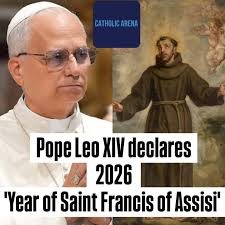 CATHOLIC ARENA
Pope Leo XIV declares
2026
'Year of Saint Francis of Assisi'